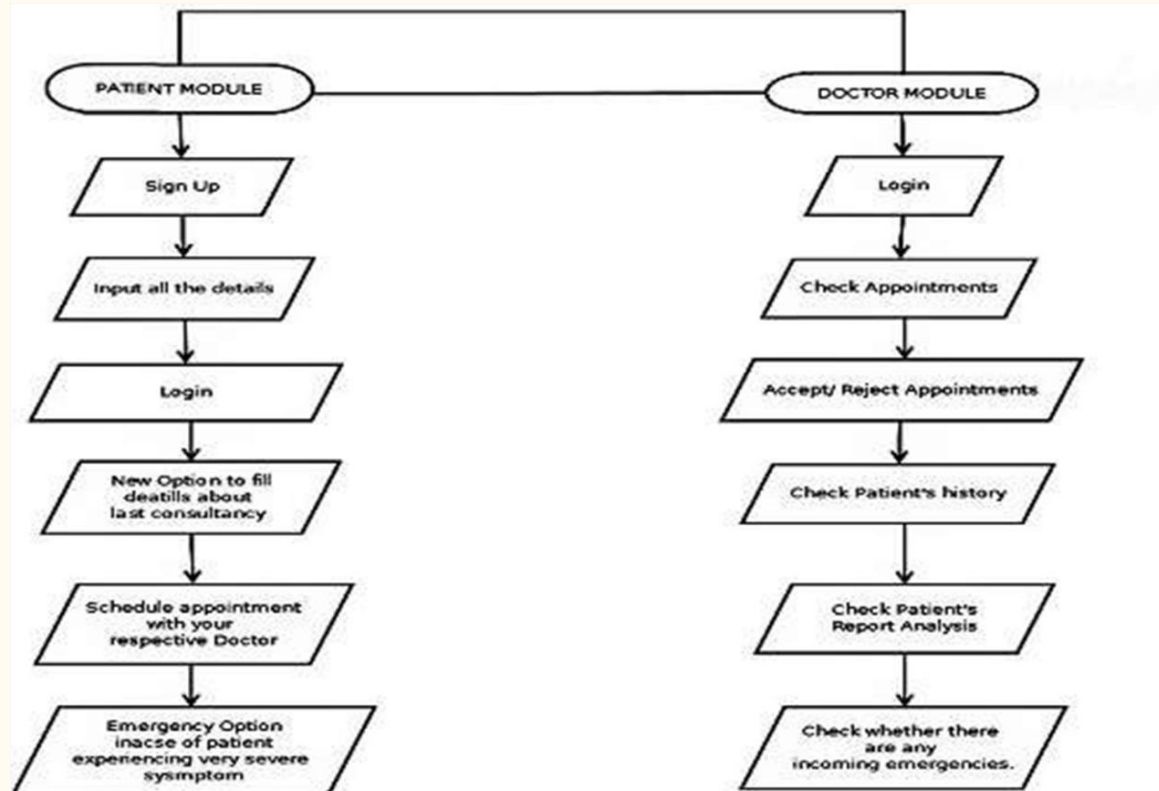 PATIENT MODULE
Sign Up
Input all the details
Login
New Option to fill
deatills about
last consultancy
Schedule appointment
with your
respective Doctor
Emergency Option
inacse of patient
experiencing very severe
sysmptom
DOCTOR MODULE
Login
Check Appointments
Accept/ Reject Appointments
Check Patient's history
Check Patient's
Report Analysis
Check whether there
are any
incoming emergencies.